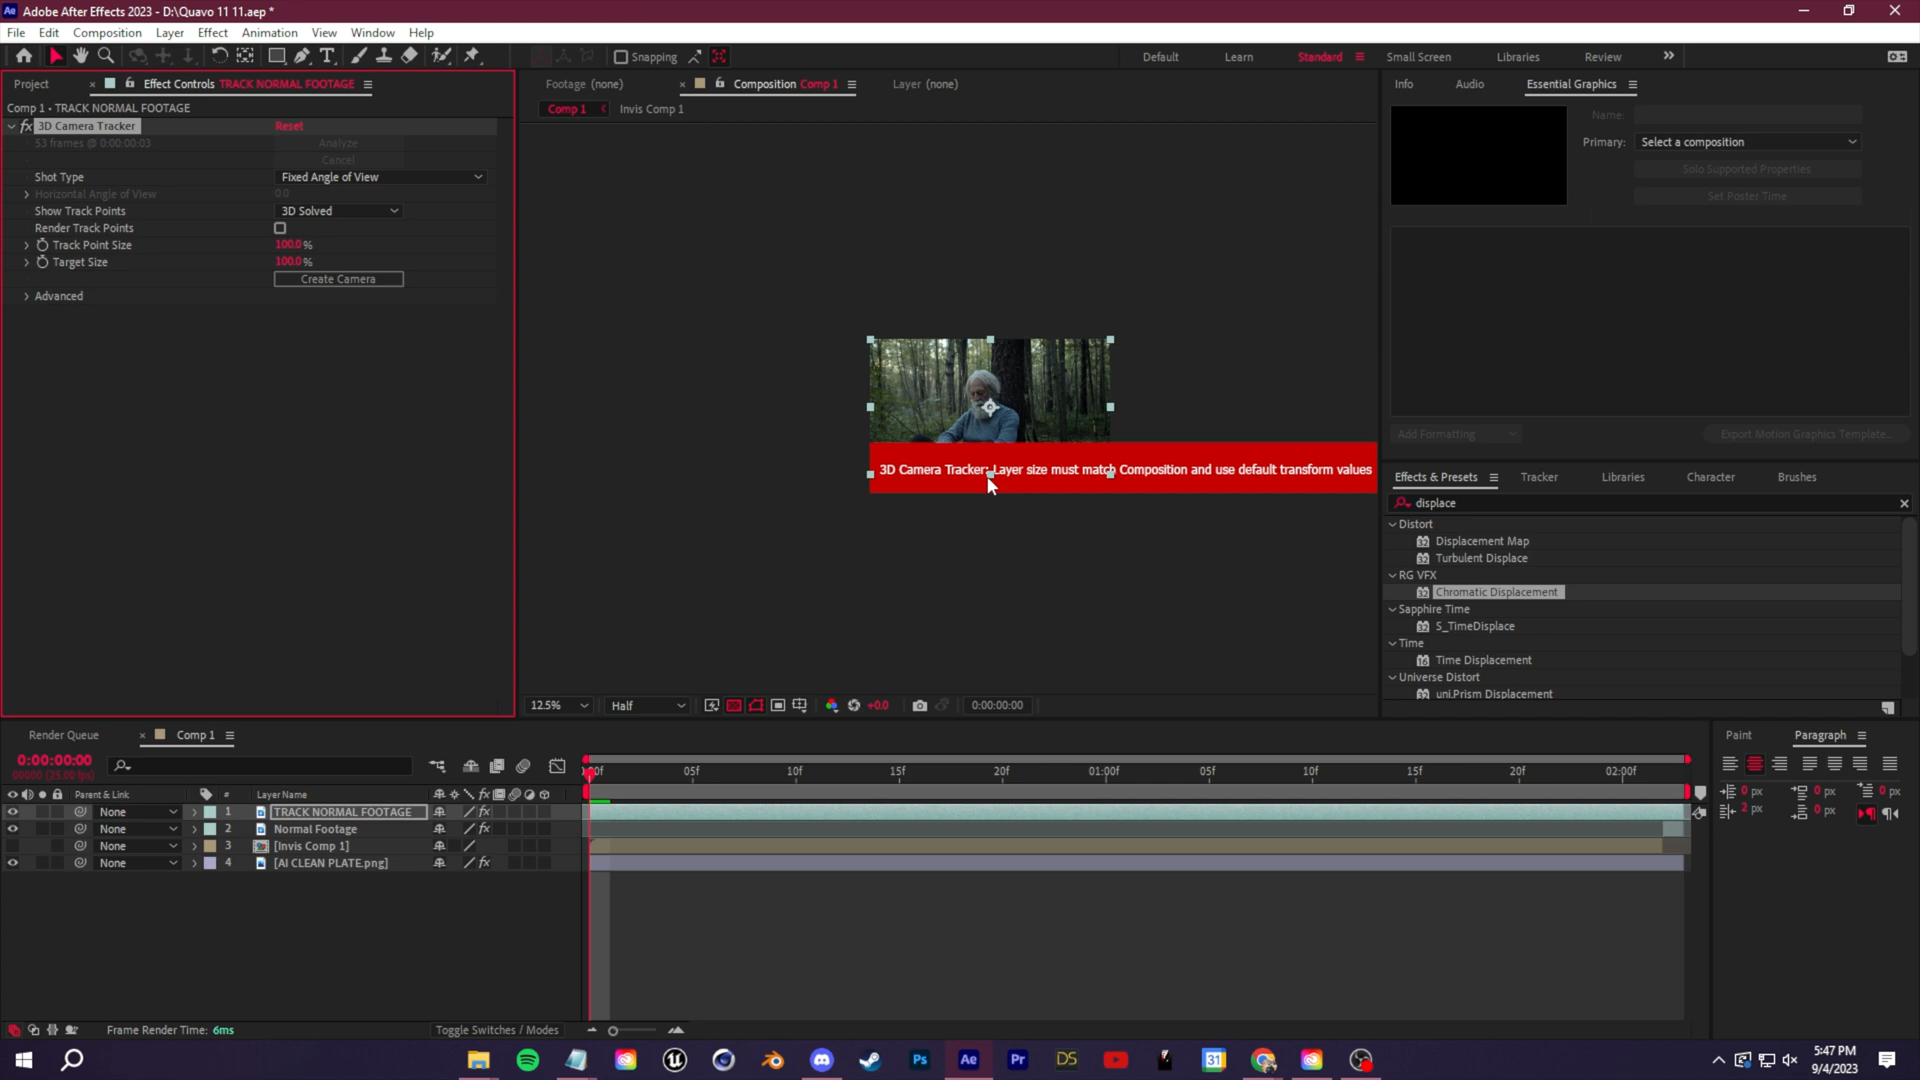 Adobe After Effects 2023 - D:\Quavo 11 11.aep *
File Edit Composition Layer Effect Animation View Window Help
Snapping
Default Learn Standard Small Screen Libraries Review
Project Effect Controls TRACK NORMAL FOOTAGE
Comp 1 • TRACK NORMAL FOOTAGE
fx 3D Camera Tracker Reset
53 frames @ 0:00:00:03 Analyze
Cancel
Shot Type Fixed Angle of View
Horizontal Angle of View 0.0
Show Track Points 3D Solved
Render Track Points
Track Point Size 100.0%
Target Size 100.0%
Create Camera
Advanced
Footage (none) Composition Comp 1 Layer (none)
Comp 1 Invis Comp 1
3D Camera Tracker: Layer size must match Composition and use default transform values
12.5% Half +0.0 0:00:00:00
Info Audio Essential Graphics
Name:
Primary: Select a composition
Solo Supported Properties
Set Poster Time
Add Formatting Export Motion Graphics Template...
Effects & Presets Tracker Libraries Character Brushes
displace
Distort
Displacement Map
Turbulent Displace
RG VFX
Chromatic Displacement
Sapphire Time
S_TimeDisplace
Time
Time Displacement
Universe Distort
uni.Prism Displacement
Render Queue Comp 1
0:00:00:00
00000 (25.00 fps)
05f 10f 15f 20f 01:00f 05f 10f 15f 20f 02:00f
Parent & Link # Layer Name
None 1 TRACK NORMAL FOOTAGE
None 2 Normal Footage
None 3 [Invis Comp 1]
None 4 [AI CLEAN PLATE.png]
Frame Render Time: 6ms Toggle Switches / Modes
Paint Paragraph
0 px 0 px 0 px
2 px 0 px
Ps Ae Pr DS 31
5:47 PM
9/4/2023